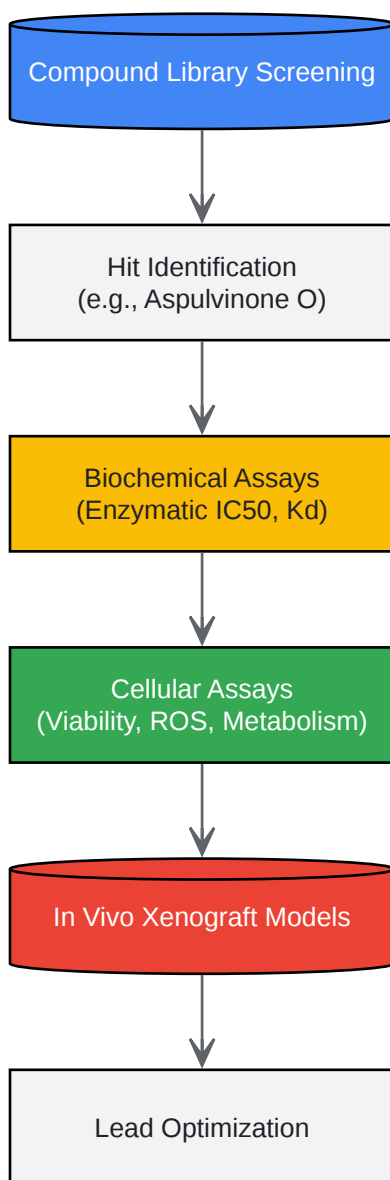 Compound Library Screening
Hit Identification
(e.g., Aspulvinone O)
Biochemical Assays
(Enzymatic IC50, Kd)
Cellular Assays
(Viability, ROS, Metabolism)
In Vivo Xenograft Models
Lead Optimization